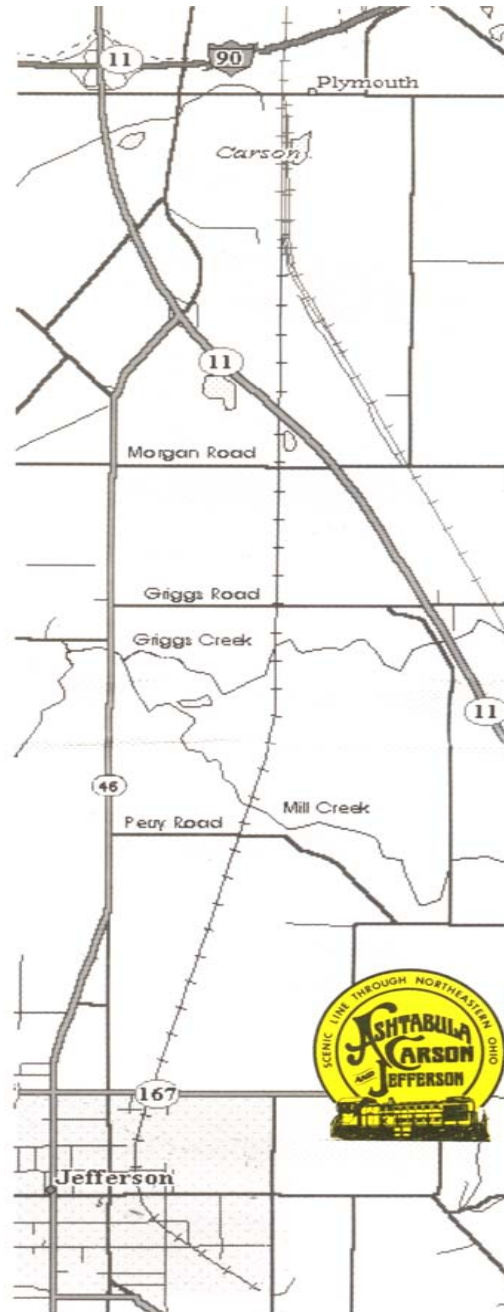 11
90
Plymouth
Carson
11
Morgan Road
Griggs Road
Griggs Creek
11
46
Mill Creek
Petty Road
SCENIC LINE THROUGH NORTHEASTERN OHIO
ASHTABULA
CARSON
AND
JEFFERSON
167
Jefferson